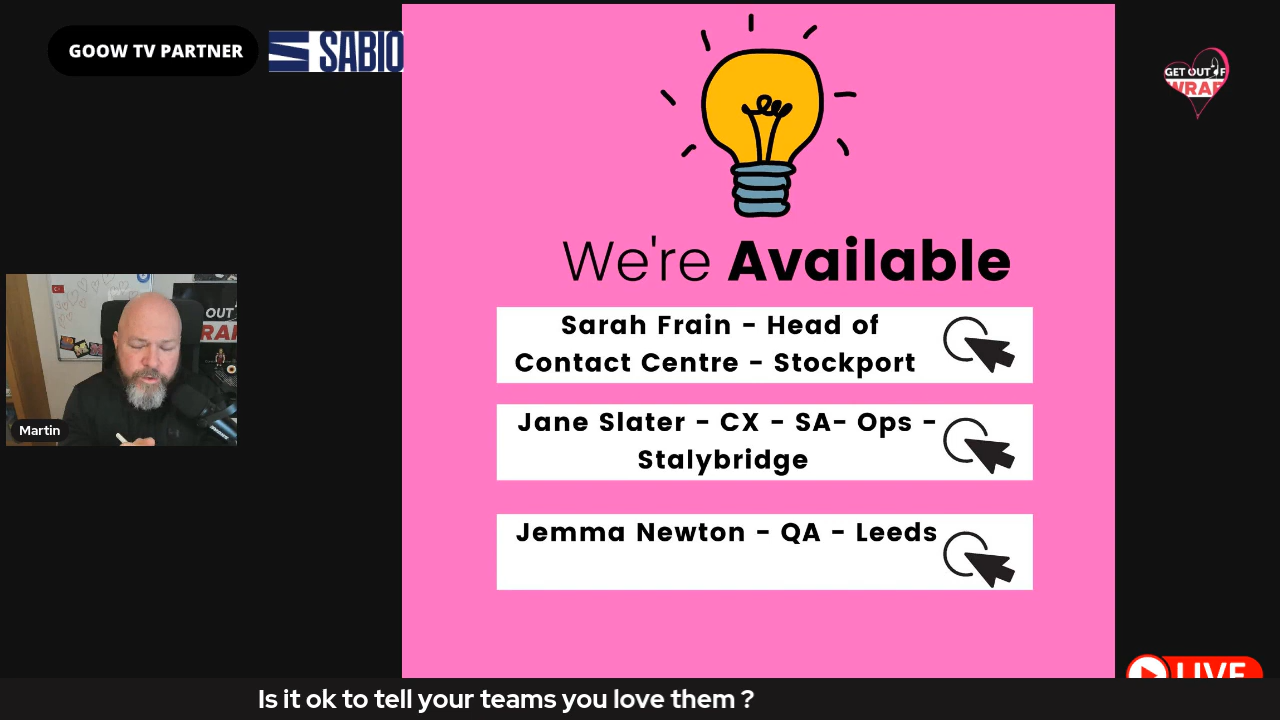 GOOW TV PARTNER
SABIO
GET OUT OF
WRAP
We're Available
Sarah Frain - Head of
Contact Centre - Stockport
Jane Slater - CX - SA- Ops -
Stalybridge
Jemma Newton - QA - Leeds
OUT
Martin
LIVE
Is it ok to tell your teams you love them ?